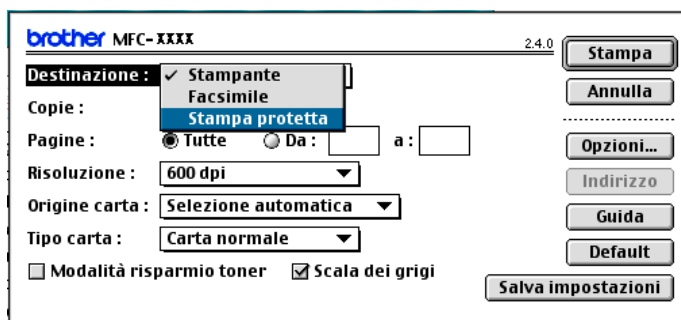 brother MFC-XXXX 2.4.0
Stampa
Destinazione : ✓ Stampante
Facsimile
Stampa protetta
Annulla
Copie :
Pagine : Tutte Da : a :
Opzioni...
Risoluzione : 600 dpi
Indirizzo
Origine carta : Selezione automatica
Guida
Tipo carta : Carta normale
Default
Modalità risparmio toner Scala dei grigi
Salva impostazioni